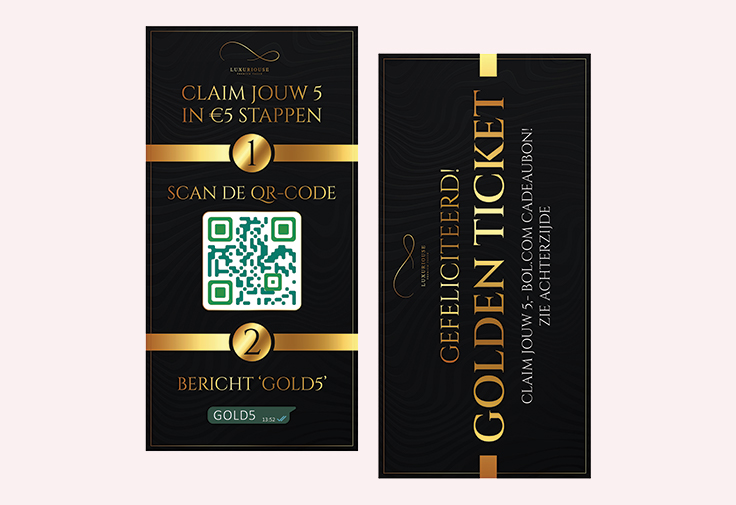 LUXURIOUSE
CLAIM JOUW 5
IN €5 STAPPEN
1
SCAN DE QR-CODE
2
BERICHT ‘GOLD5’
GOLD5 13:52
LUXURIOUSE
GEFELICITEERD!
GOLDEN TICKET
CLAIM JOUW 5,- BOL.COM CADEAUBON!
ZIE ACHTERZIJDE